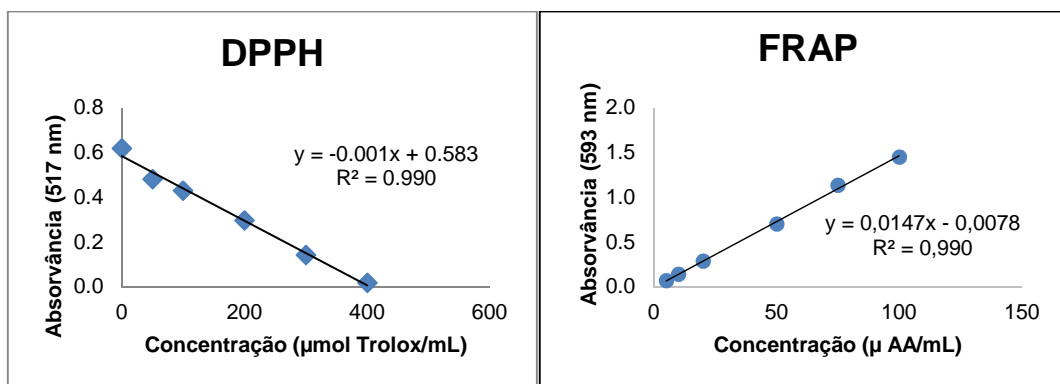 DPPH
Absorvância (517 nm)
0.8
0.6
0.4
0.2
0.0
y = -0.001x + 0.583
R² = 0.990
0
200
400
600
Concentração (µmol Trolox/mL)
FRAP
Absorvância (593 nm)
2.0
1.5
1.0
0.5
0.0
y = 0,0147x - 0,0078
R² = 0,990
0
50
100
150
Concentração (µ AA/mL)